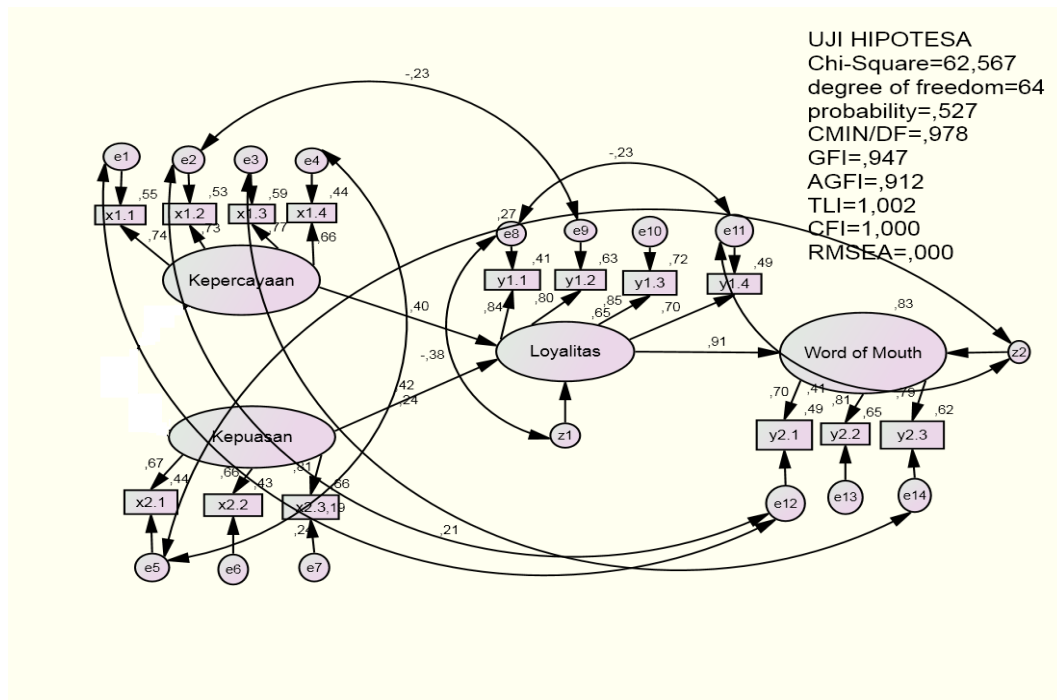 UJI HIPOTESA
Chi-Square=62,567
degree of freedom=64
probability=,527
CMIN/DF=,978
GFI=,947
AGFI=,912
TLI=1,002
CFI=1,000
RMSEA=,000
-,23
e1 e2 e3 e4
,55 ,53 ,59 ,44
x1.1 x1.2 x1.3 x1.4
,74 ,73 ,77 ,66
Kepercayaan
-,23
,27
e8 e9 e10 e11
,41 ,63 ,72 ,49
y1.1 y1.2 y1.3 y1.4
,84 ,80 ,85 ,70
,65
,40
Loyalitas
,91
,83
Word of Mouth
z2
-,38
,42
,24
z1
,70 ,41 ,81 ,79
,49 ,65 ,62
y2.1 y2.2 y2.3
e12 e13 e14
Kepuasan
,67 ,66 ,81
,44 ,43 ,66
x2.1 x2.2 x2.3
,19
,21
e5 e6 e7